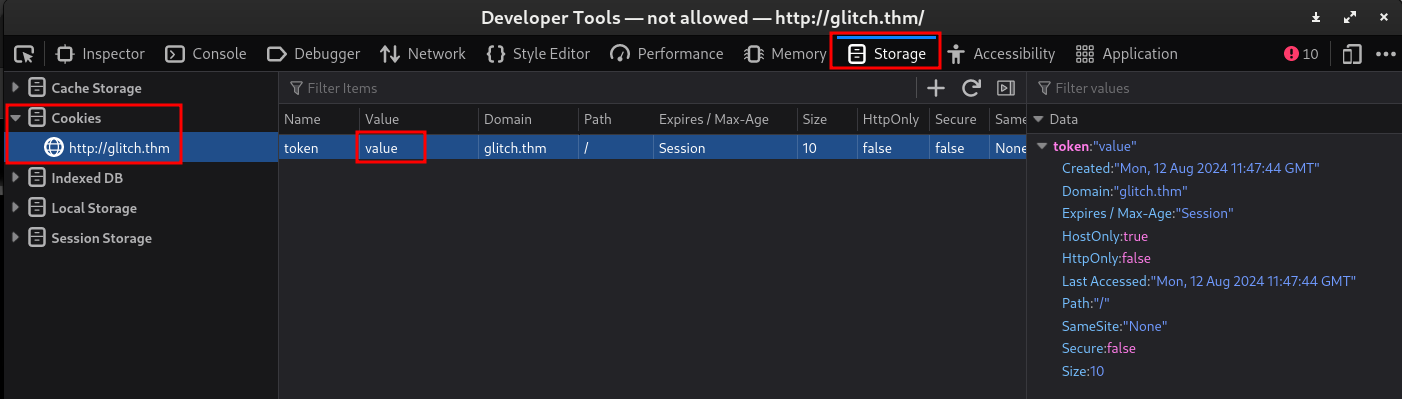 Developer Tools — not allowed — http://glitch.thm/
Inspector Console Debugger Network Style Editor Performance Memory Storage Accessibility Application 10
Cache Storage
Cookies
http://glitch.thm
Indexed DB
Local Storage
Session Storage
Filter Items
Name Value Domain Path Expires / Max-Age Size HttpOnly Secure Same
token value glitch.thm / Session 10 false false None
Filter values
Data
token:"value"
Created:"Mon, 12 Aug 2024 11:47:44 GMT"
Domain:"glitch.thm"
Expires / Max-Age:"Session"
HostOnly:true
HttpOnly:false
Last Accessed:"Mon, 12 Aug 2024 11:47:44 GMT"
Path:"/"
SameSite:"None"
Secure:false
Size:10